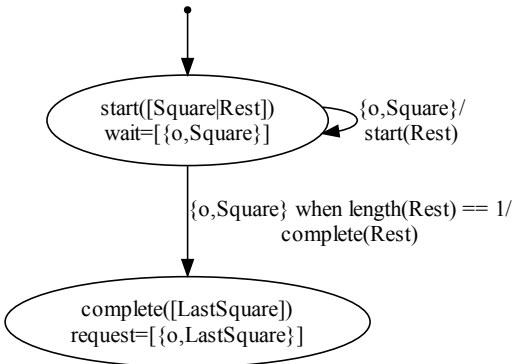 start([Square|Rest])
wait=[{o,Square}]
{o,Square}/
start(Rest)
{o,Square} when length(Rest) == 1/
complete(Rest)
complete([LastSquare])
request=[{o,LastSquare}]